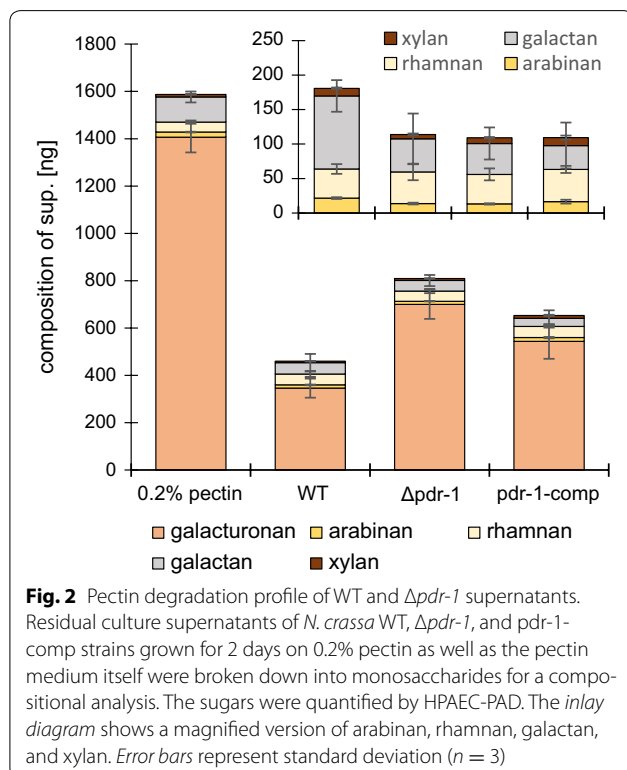 1800
1600
1400
1200
1000
800
600
400
200
0
composition of sup. [ng]
250
200
150
100
50
0
xylan galactan
rhamnan arabinan
0.2% pectin WT Δpdr-1 pdr-1-comp
galacturonan arabinan rhamnan
galactan xylan
Fig. 2 Pectin degradation profile of WT and Δpdr-1 supernatants.
Residual culture supernatants of N. crassa WT, Δpdr-1, and pdr-1-
comp strains grown for 2 days on 0.2% pectin as well as the pectin
medium itself were broken down into monosaccharides for a compo-
sitional analysis. The sugars were quantified by HPAEC-PAD. The inlay
diagram shows a magnified version of arabinan, rhamnan, galactan,
and xylan. Error bars represent standard deviation (n = 3)